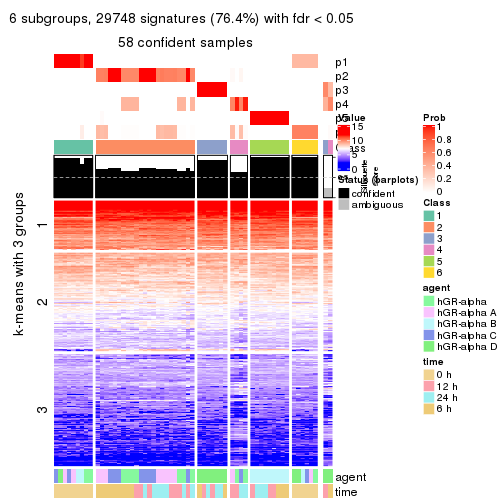 6 subgroups, 29748 signatures (76.4%) with fdr < 0.05
58 confident samples
p1
p2
p3
p4
Class
Silhouette score
k-means with 3 groups
1
2
3
agent
time
Value
15
10
5
0
Status (barplots)
confident
ambiguous
Prob
1
0.8
0.6
0.4
0.2
0
Class
1
2
3
4
5
6
agent
hGR-alpha
hGR-alpha A
hGR-alpha B
hGR-alpha C
hGR-alpha D
time
0 h
12 h
24 h
6 h